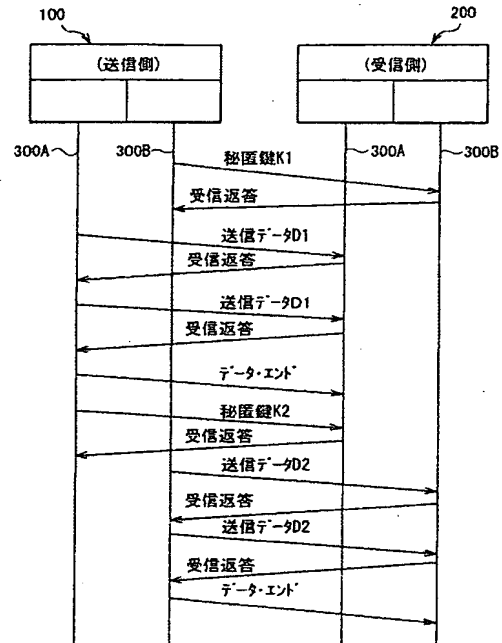 100
200
(送信側)
(受信側)
300A
300B
300A
300B
秘匿鍵K1
受信返答
送信データD1
受信返答
送信データD1
受信返答
データ・エンド
秘匿鍵K2
受信返答
送信データD2
受信返答
送信データD2
受信返答
データ・エンド